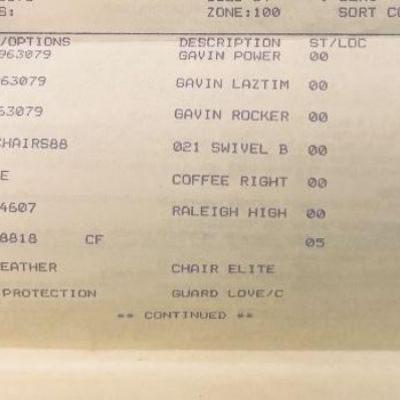 S: ZONE:100 SORT CO
/OPTIONS DESCRIPTION ST/LOC
963079 GAVIN POWER 00
63079 GAVIN LAZTIM 00
63079 GAVIN ROCKER 00
CHAIRS88 021 SWIVEL B 00
E COFFEE RIGHT 00
4607 RALEIGH HIGH 00
8818 CF 05
EATHER CHAIR ELITE
PROTECTION GUARD LOVE/C
** CONTINUED **